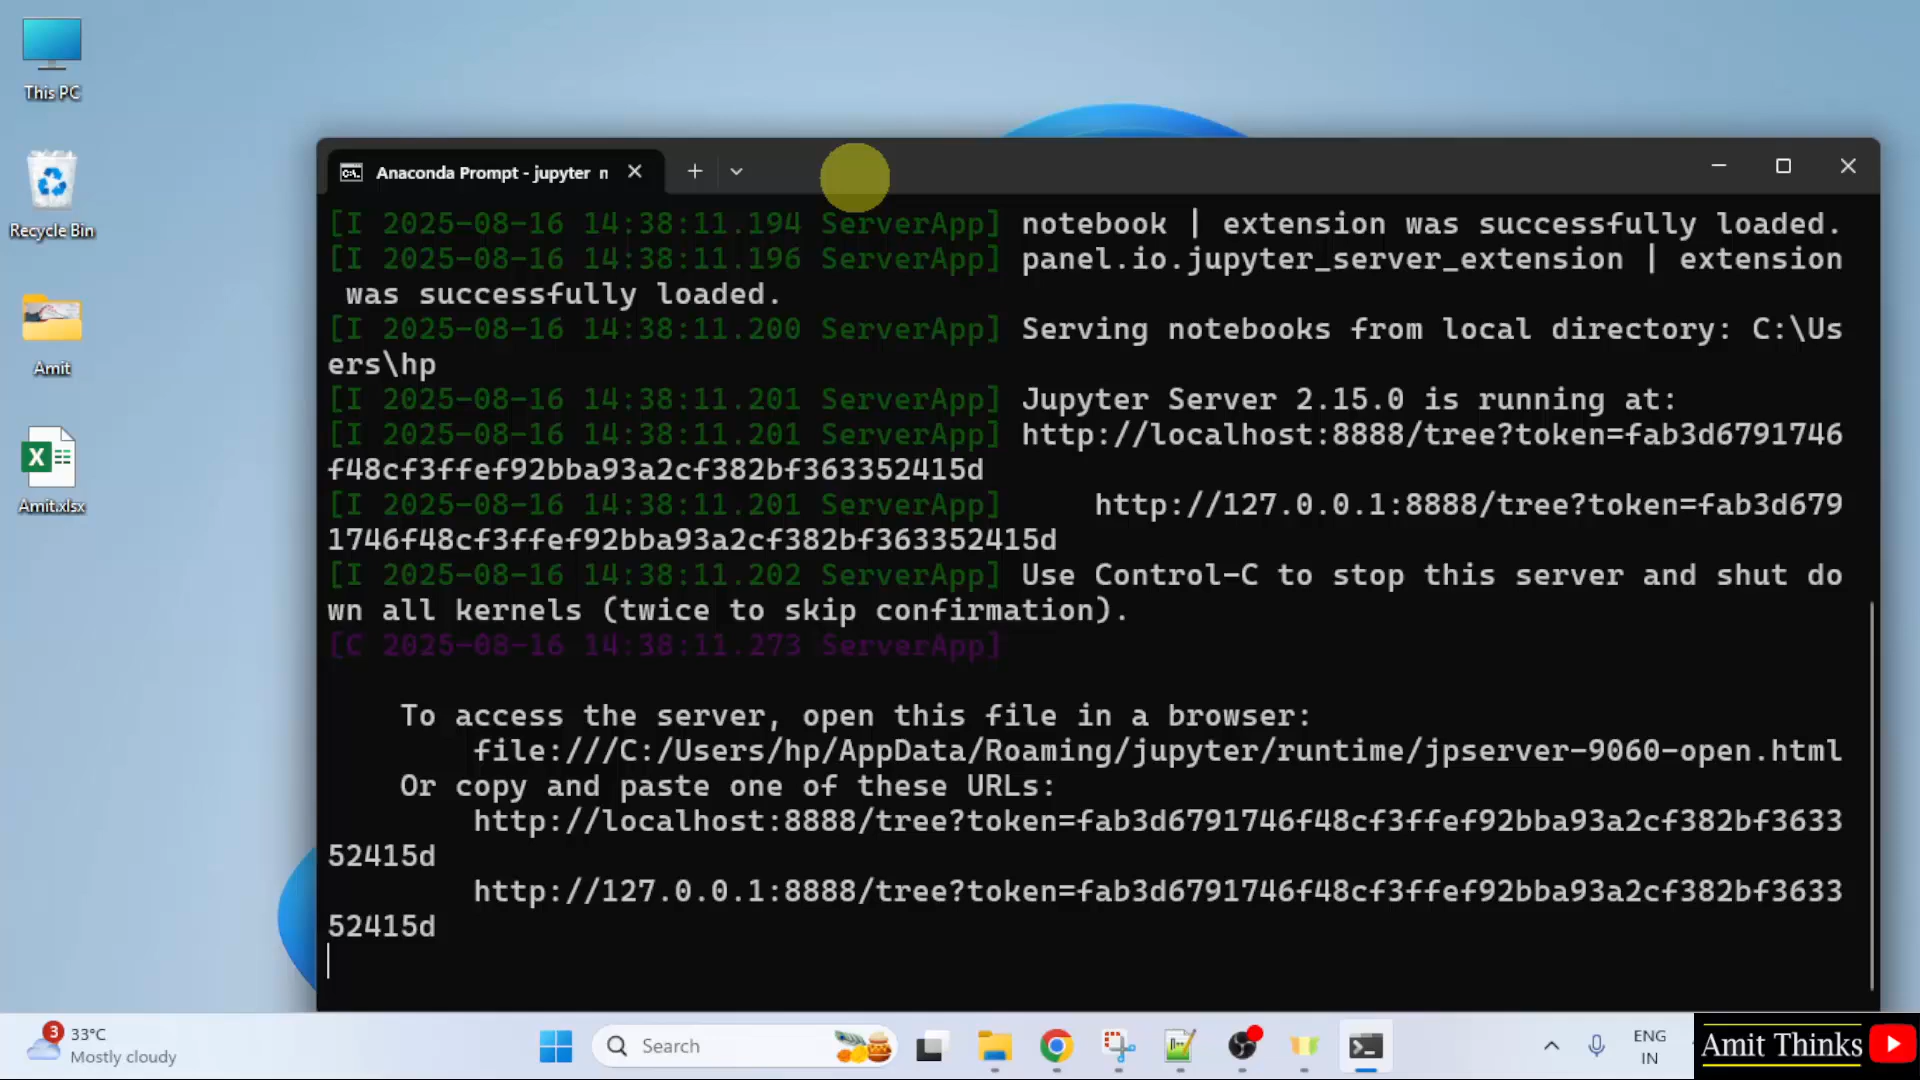 This PC
Recycle Bin
Amit
Amit.xlsx
Anaconda Prompt - jupyter n
[I 2025-08-16 14:38:11.194 ServerApp] notebook | extension was successfully loaded.
[I 2025-08-16 14:38:11.196 ServerApp] panel.io.jupyter_server_extension | extension
was successfully loaded.
[I 2025-08-16 14:38:11.200 ServerApp] Serving notebooks from local directory: C:\Us
ers\hp
[I 2025-08-16 14:38:11.201 ServerApp] Jupyter Server 2.15.0 is running at:
[I 2025-08-16 14:38:11.201 ServerApp] http://localhost:8888/tree?token=fab3d6791746
f48cf3ffef92bba93a2cf382bf363352415d
[I 2025-08-16 14:38:11.201 ServerApp]     http://127.0.0.1:8888/tree?token=fab3d679
1746f48cf3ffef92bba93a2cf382bf363352415d
[I 2025-08-16 14:38:11.202 ServerApp] Use Control-C to stop this server and shut do
wn all kernels (twice to skip confirmation).
[C 2025-08-16 14:38:11.273 ServerApp]
To access the server, open this file in a browser:
file:///C:/Users/hp/AppData/Roaming/jupyter/runtime/jpserver-9060-open.html
Or copy and paste one of these URLs:
http://localhost:8888/tree?token=fab3d6791746f48cf3ffef92bba93a2cf382bf3633
52415d
http://127.0.0.1:8888/tree?token=fab3d6791746f48cf3ffef92bba93a2cf382bf3633
52415d
3
33°C
Mostly cloudy
Search
ENG
IN
Amit Thinks